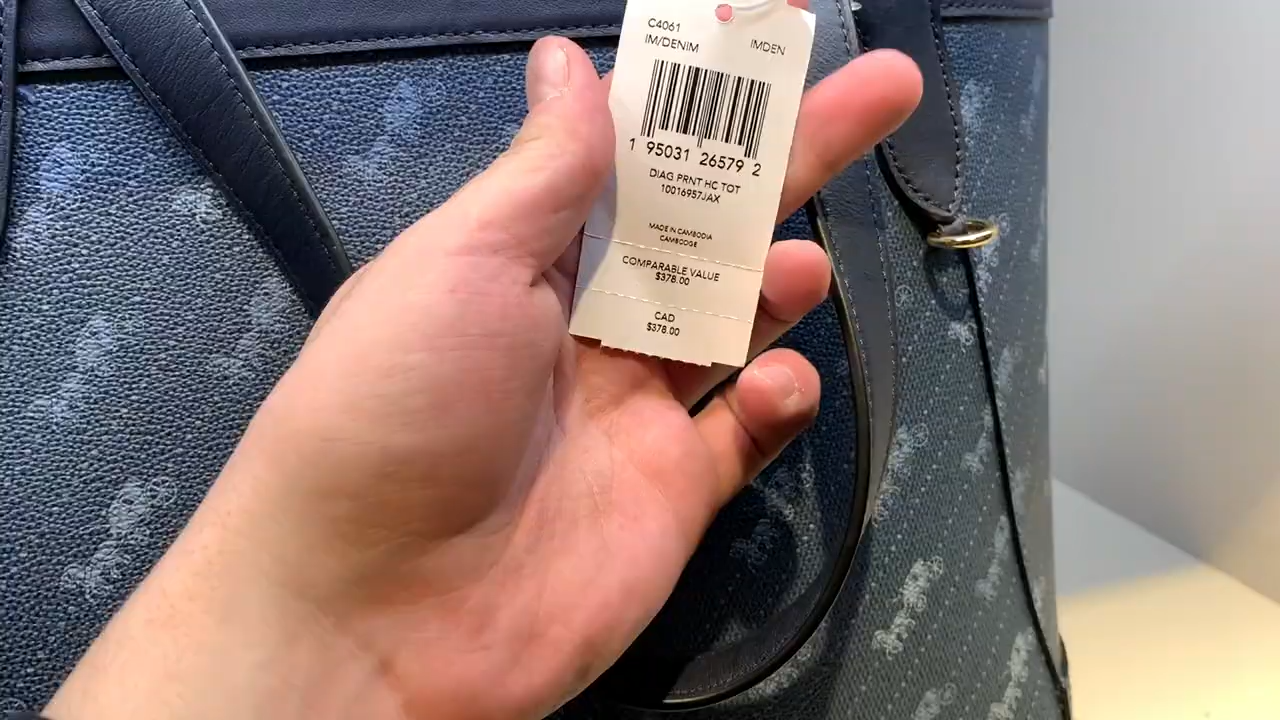 C4061
IM/DENIM IMDEN
1 95031 26579 2
DIAG PRNT HC TOT
10016957JAX
MADE IN CAMBODIA
CAMBODGE
COMPARABLE VALUE
$378.00
CAD
$378.00